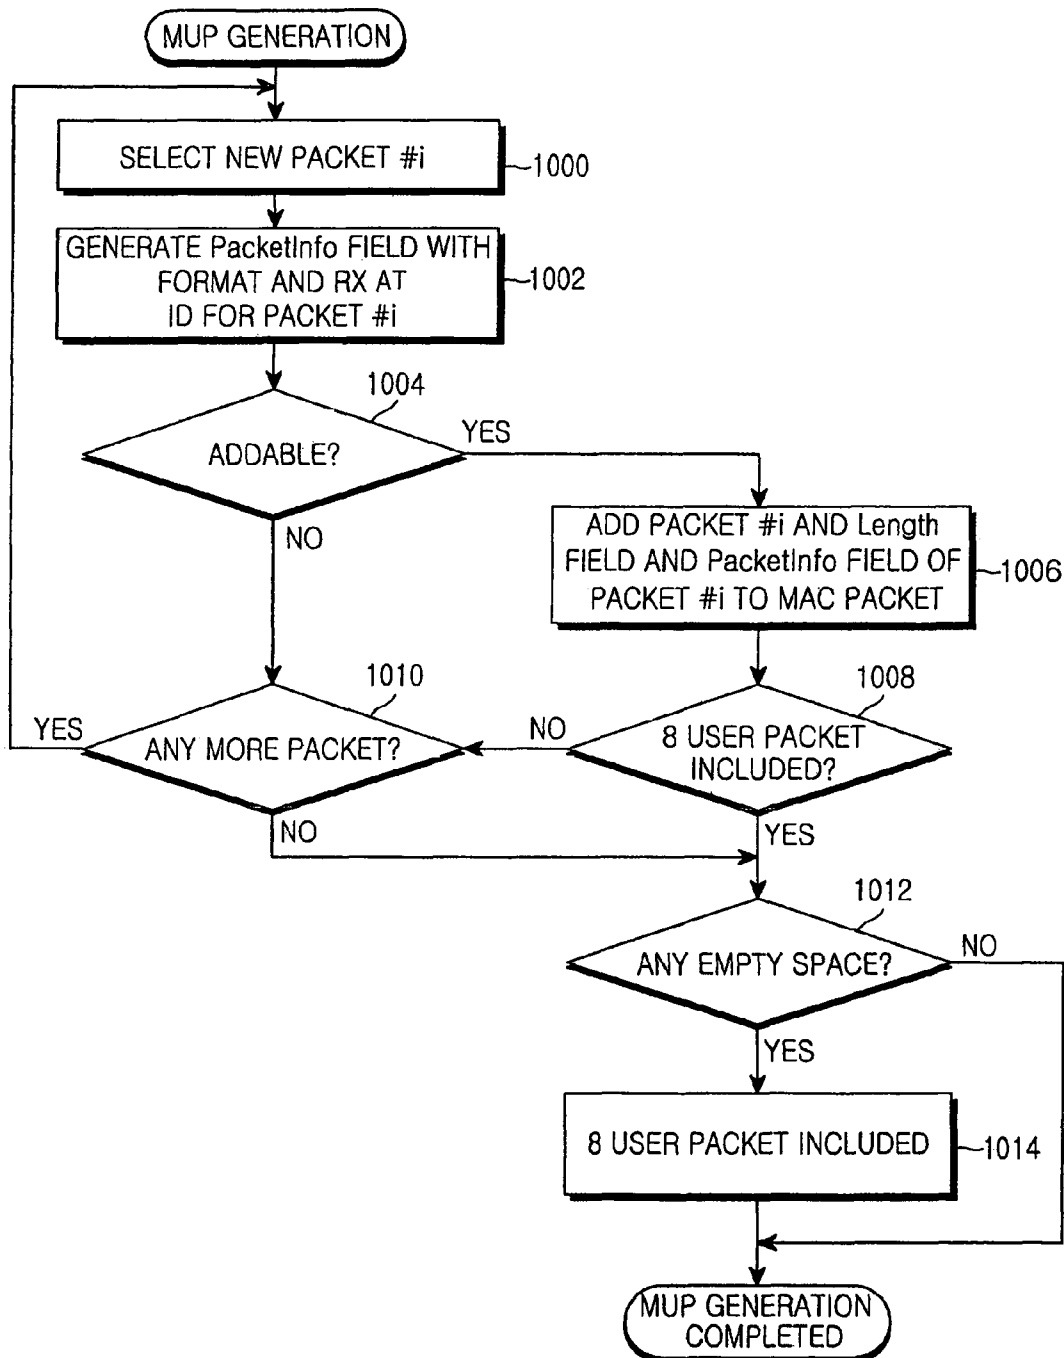 MUP GENERATION
SELECT NEW PACKET #i
1000
GENERATE PacketInfo FIELD WITH
FORMAT AND RX AT
ID FOR PACKET #i
1002
1004
ADDABLE?
YES
NO
ADD PACKET #i AND Length
FIELD AND PacketInfo FIELD OF
PACKET #i TO MAC PACKET
1006
1010
YES
ANY MORE PACKET?
NO
1008
NO
8 USER PACKET
INCLUDED?
YES
1012
ANY EMPTY SPACE?
NO
YES
8 USER PACKET INCLUDED
1014
MUP GENERATION
COMPLETED